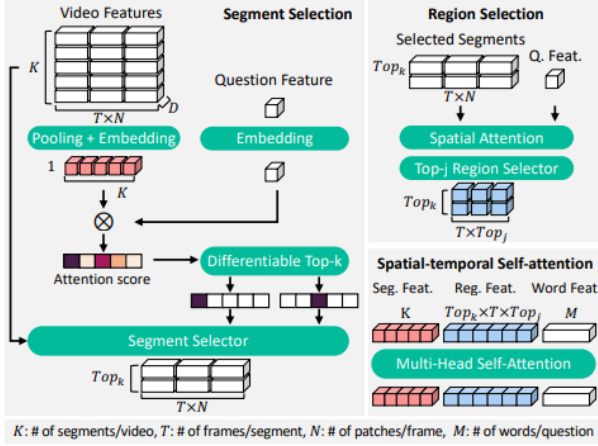 Video Features
Segment Selection
K
D
T×N
Question Feature
Pooling + Embedding
Embedding
1
K
⊗
Attention score
Differentiable Top-k
Segment Selector
Top_k
T×N
Region Selection
Selected Segments
Q. Feat.
Top_k
T×N
Spatial Attention
Top-j Region Selector
Top_k
T×Top_j
Spatial-temporal Self-attention
Seg. Feat. Reg. Feat. Word Feat
K Top_k×T×Top_j M
Multi-Head Self-Attention
K: # of segments/video, T: # of frames/segment, N: # of patches/frame, M: # of words/question